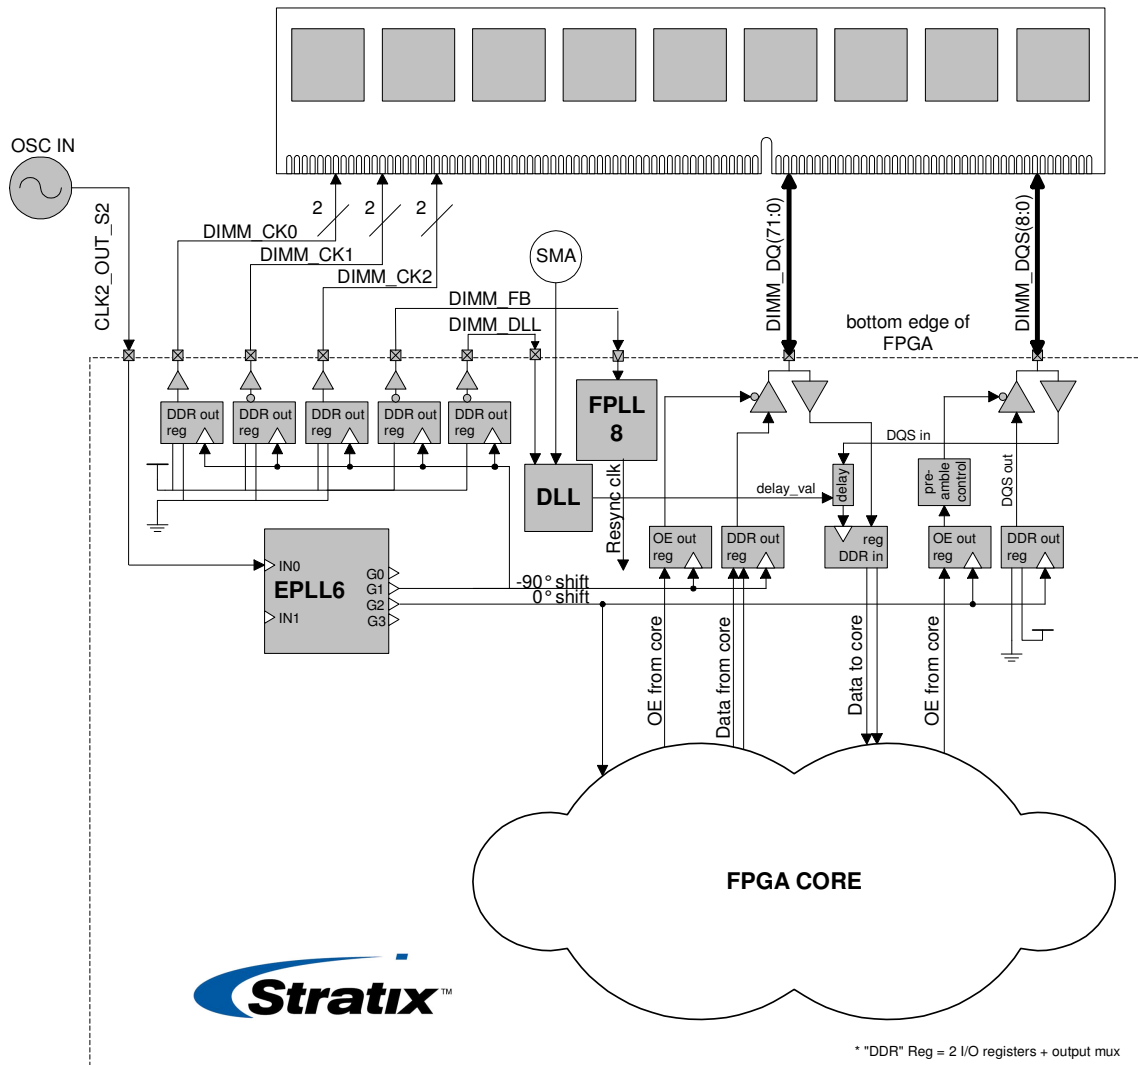 OSC IN
CLK2_OUT_S2
2
2
2
DIMM_CK0
DIMM_CK1
DIMM_CK2
SMA
DIMM_FB
DIMM_DLL
DIMM_DQ(71:0)
DIMM_DQS(8:0)
bottom edge of
FPGA
DDR out
reg
DDR out
reg
DDR out
reg
DDR out
reg
DDR out
reg
FPLL
8
DLL
Resync clk
delay_val
DQS in
delay
pre-
amble
control
DQS out
OE out
reg
DDR out
reg
reg
DDR in
OE out
reg
DDR out
reg
IN0
EPLL6
IN1
G0
G1
G2
G3
-90° shift
0° shift
OE from core
Data from core
Data to core
OE from core
FPGA CORE
Stratix™
* "DDR" Reg = 2 I/O registers + output mux